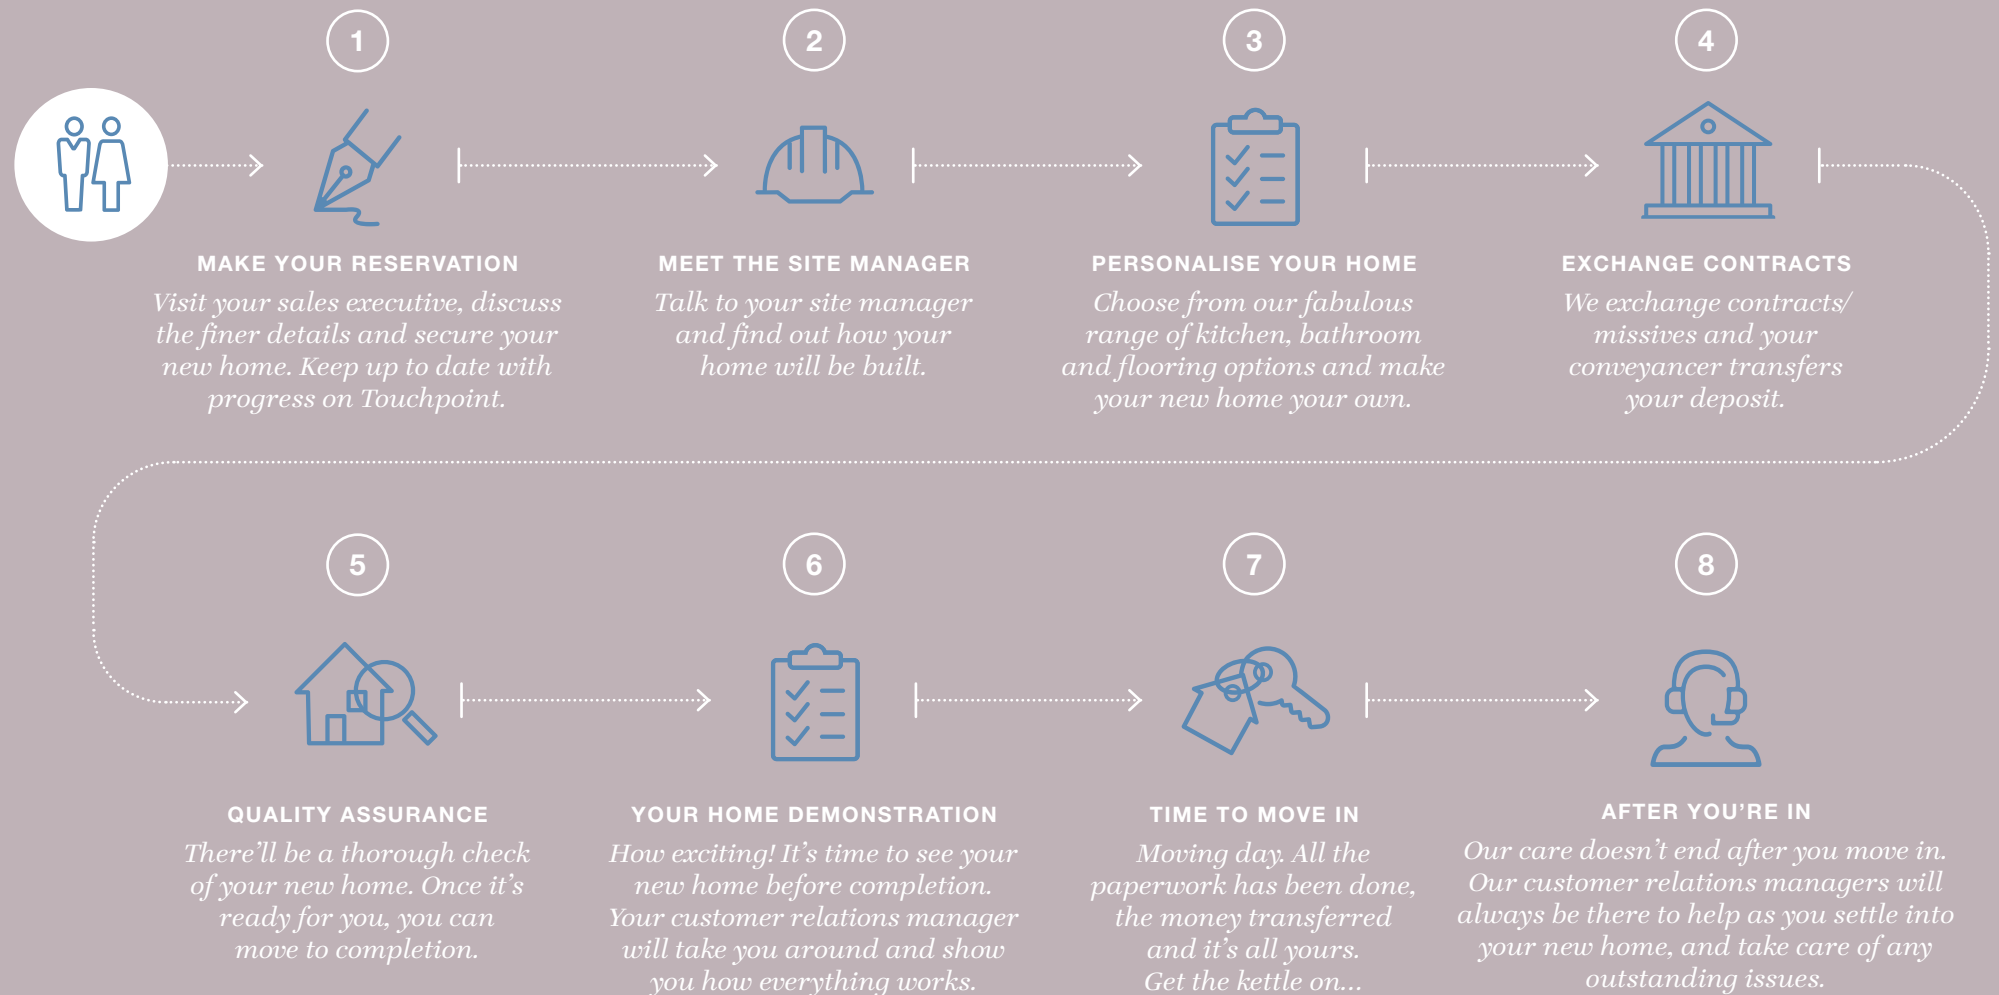 1
MAKE YOUR RESERVATION
Visit your sales executive, discuss
the finer details and secure your
new home. Keep up to date with
progress on Touchpoint.
2
MEET THE SITE MANAGER
Talk to your site manager
and find out how your
home will be built.
3
PERSONALISE YOUR HOME
Choose from our fabulous
range of kitchen, bathroom
and flooring options and make
your new home your own.
4
EXCHANGE CONTRACTS
We exchange contracts/
missives and your
conveyancer transfers
your deposit.
5
QUALITY ASSURANCE
There’ll be a thorough check
of your new home. Once it’s
ready for you, you can
move to completion.
6
YOUR HOME DEMONSTRATION
How exciting! It’s time to see your
new home before completion.
Your customer relations manager
will take you around and show
you how everything works.
7
TIME TO MOVE IN
Moving day. All the
paperwork has been done,
the money transferred
and it’s all yours.
Get the kettle on…
8
AFTER YOU’RE IN
Our care doesn’t end after you move in.
Our customer relations managers will
always be there to help as you settle into
your new home, and take care of any
outstanding issues.